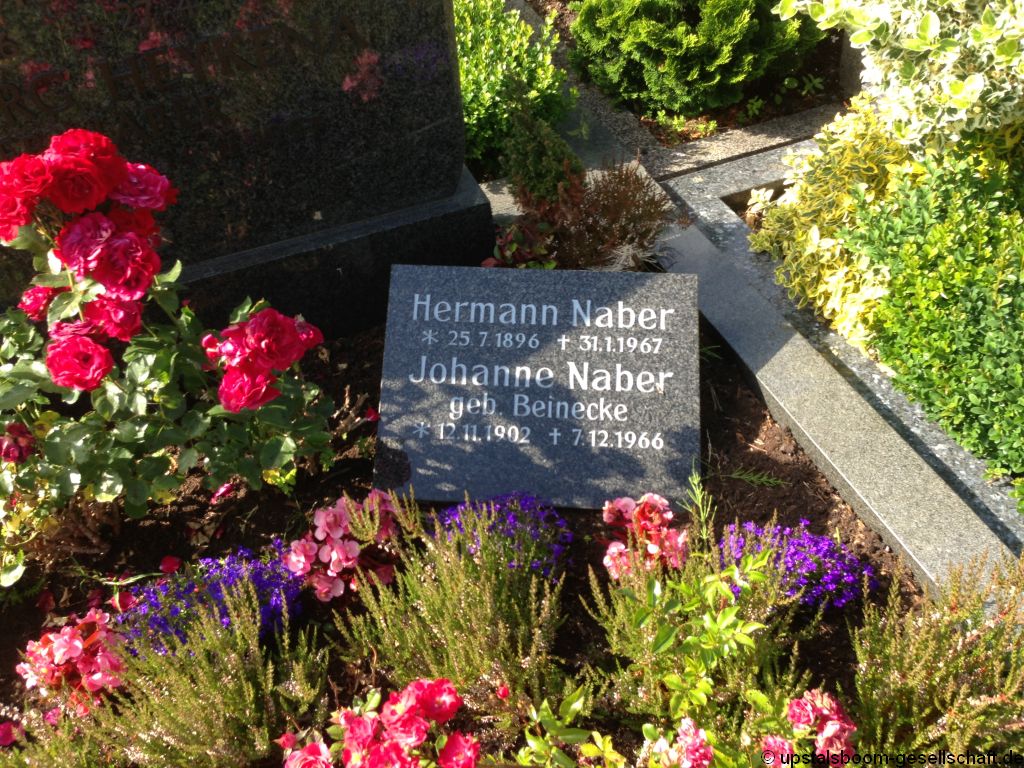 Hermann Naber
* 25.7.1896 † 31.1.1967
Johanne Naber
geb. Beinecke
* 12.11.1902 † 7.12.1966
© upstalsboom-gesellschaft.de